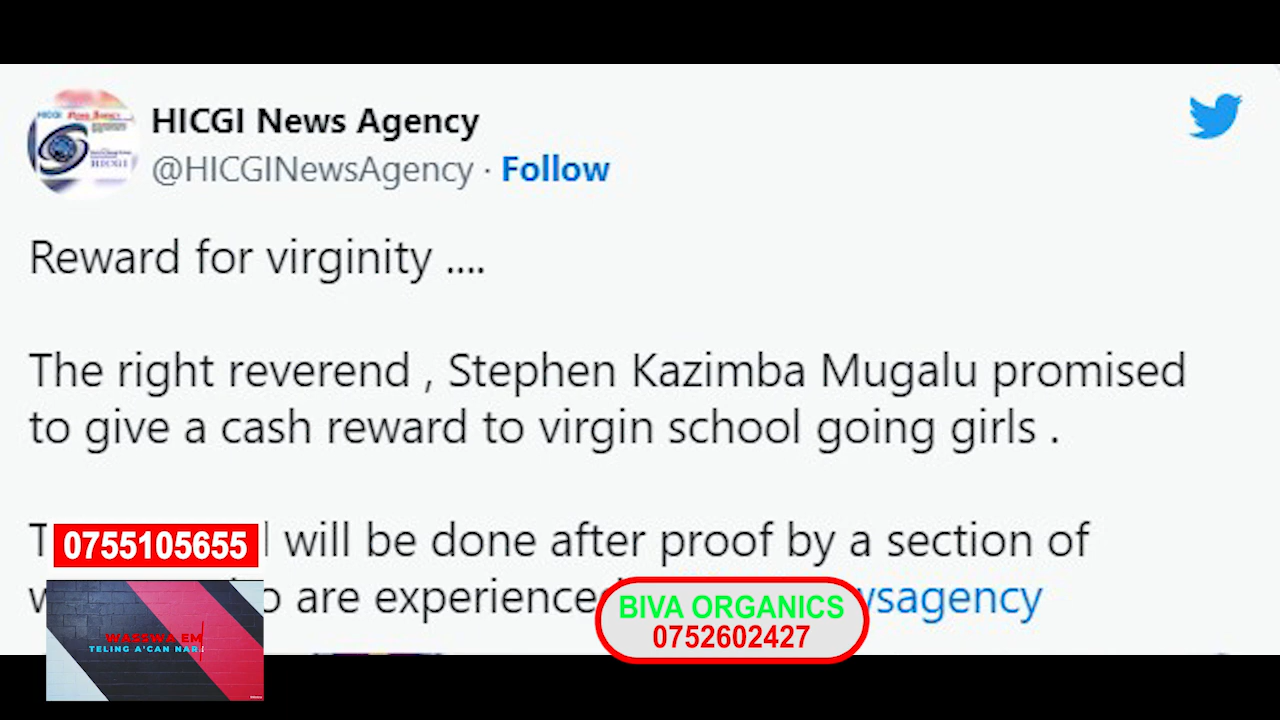 HICGI News Agency
@HICGINewsAgency · Follow
Reward for virginity ....
The right reverend , Stephen Kazimba Mugalu promised
to give a cash reward to virgin school going girls .
will be done after proof by a section of
0755105655
are experience
BIVA ORGANICS
0752602427
WASSWA EM
TELING A'CAN NAR